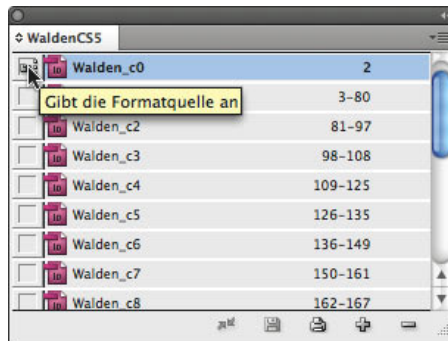 WaldenCS5
Walden_c0 2
Gibt die Formatquelle an
3-80
Walden_c2 81-97
Walden_c3 98-108
Walden_c4 109-125
Walden_c5 126-135
Walden_c6 136-149
Walden_c7 150-161
Walden_c8 162-167